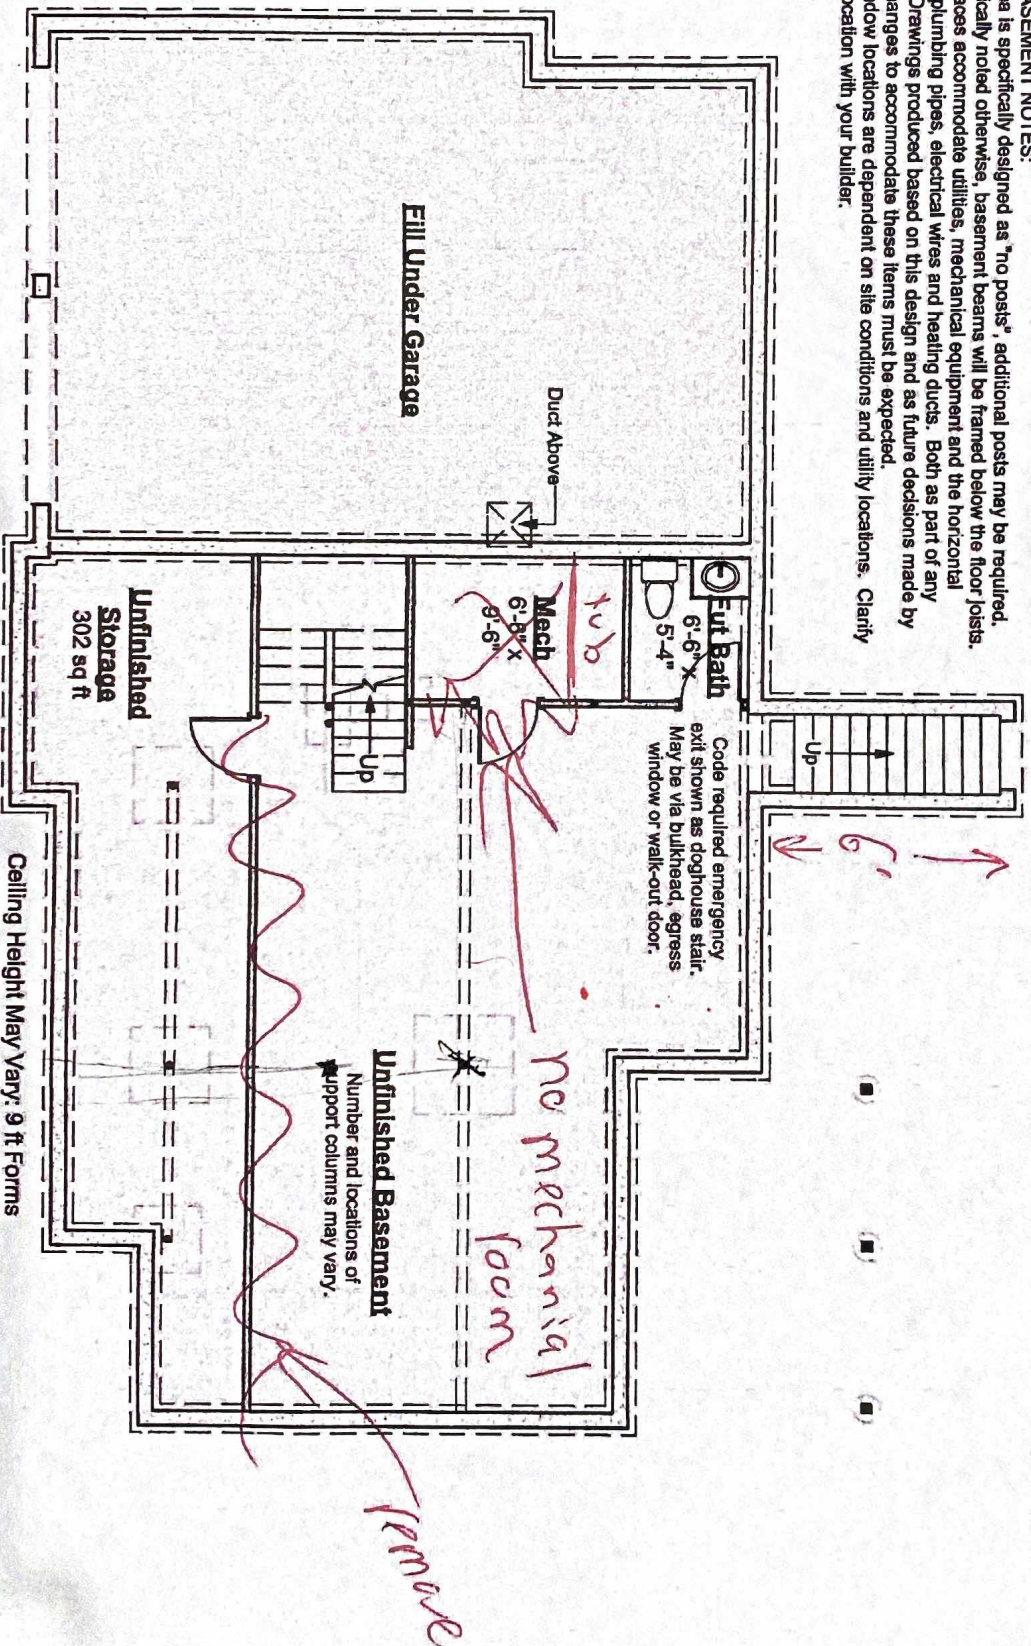 ASEMENT NOTES:
a is specifically designed as "no posts", additional posts may be required.
ically noted otherwise, basement beams will be framed below the floor joists.
aces accommodate utilities, mechanical equipment and the horizontal
plumbing pipes, electrical wires and heating ducts. Both as part of any
Drawings produced based on this design and as future decisions made by
anges to accommodate these items must be expected.
dow locations are dependent on site conditions and utility locations. Clarify
ocation with your builder.
Up
6'
Fut Bath
6'-6" x
5'-4"
Code required emergency
exit shown as doghouse stair.
May be via bulkhead, egress
window or walk-out door.
Duct Above
tub
Mech
6'-6" x
9'-6"
no mechanial
room
Fill Under Garage
Up
Unfinished Basement
Number and locations of
support columns may vary.
remove
Unfinished
Storage
302 sq ft
Ceiling Height May Vary: 9 ft Forms